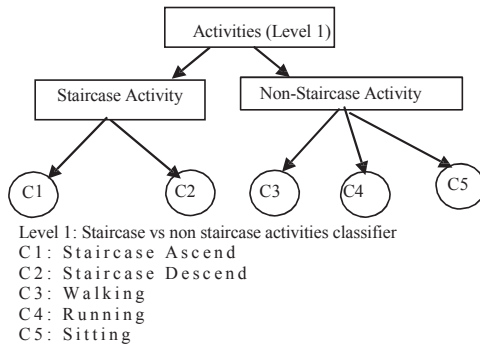 Activities (Level 1)
Staircase Activity
Non-Staircase Activity
C1
C2
C3
C4
C5
Level 1: Staircase vs non staircase activities classifier
C1: Staircase Ascend
C2: Staircase Descend
C3: Walking
C4: Running
C5: Sitting